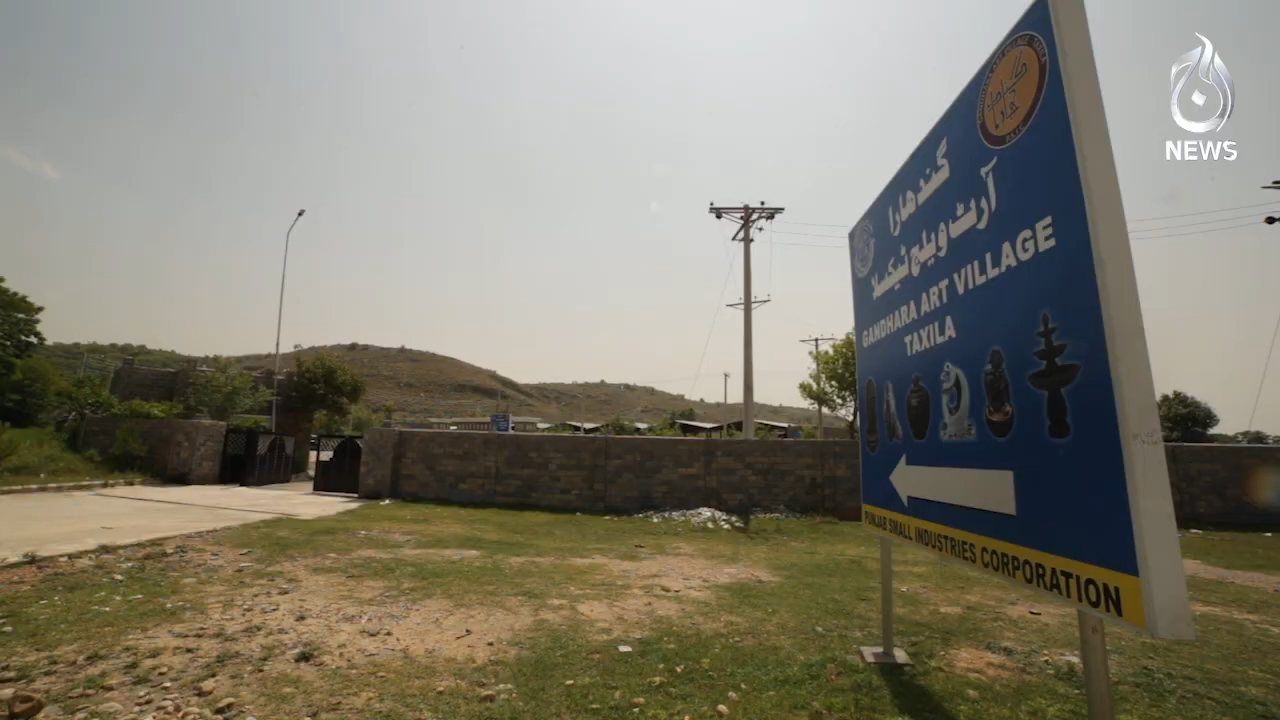 NEWS
گندھارا
آرٹ ویلج ٹیکسلا
GANDHARA ART VILLAGE
TAXILA
PUNJAB SMALL INDUSTRIES CORPORATION